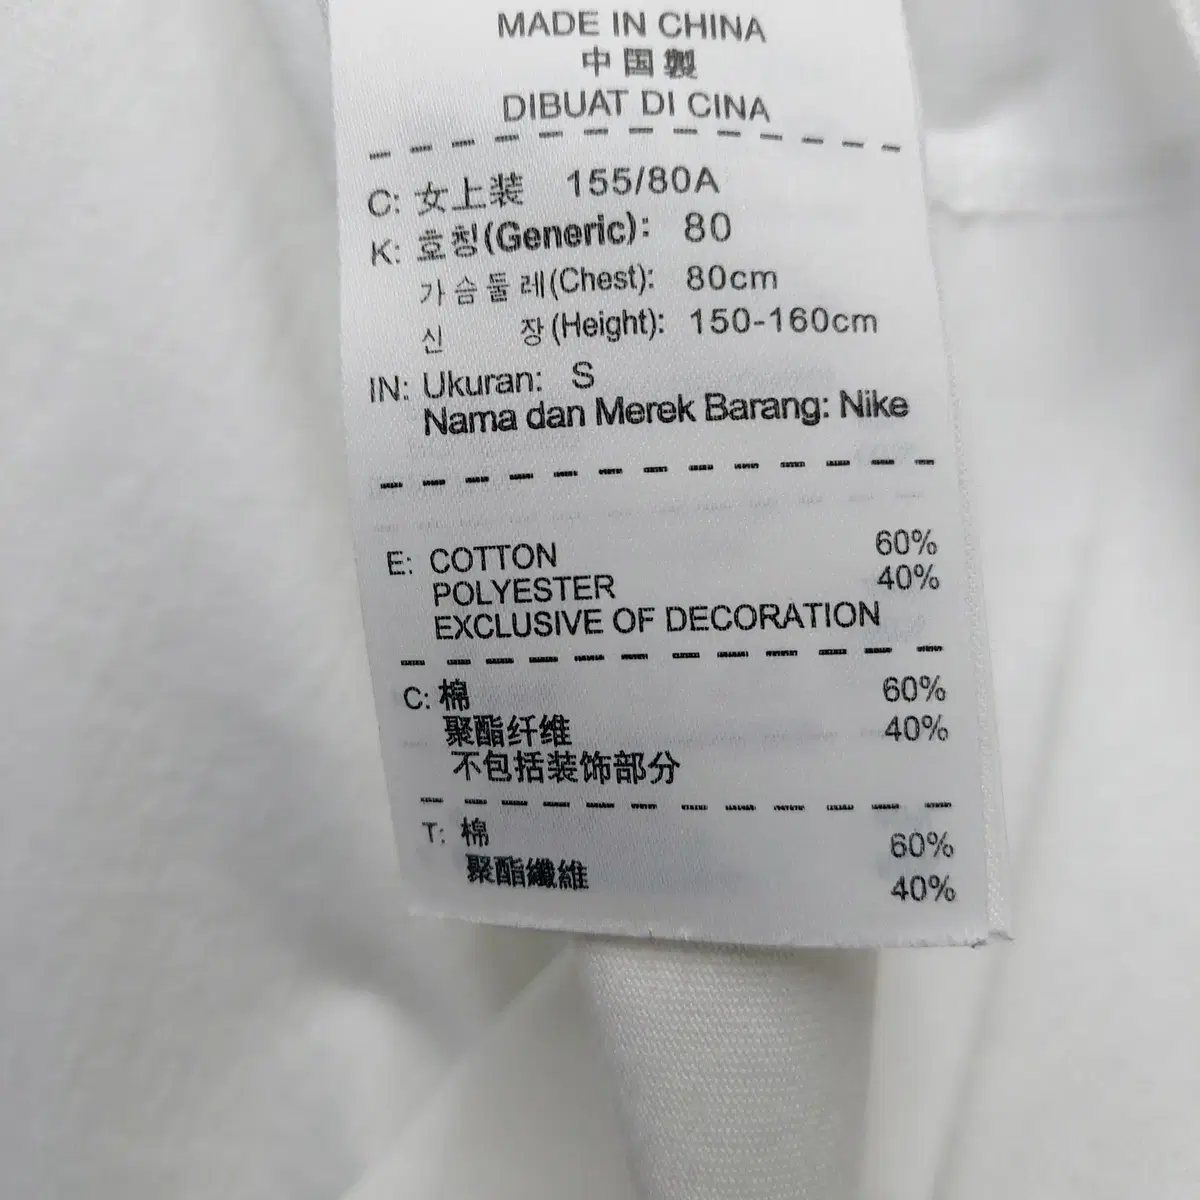 MADE IN CHINA
中国製
DIBUAT DI CINA
C: 女上装 155/80A
K: 호칭(Generic): 80
가슴둘레(Chest): 80cm
신 장(Height): 150-160cm
IN: Ukuran: S
Nama dan Merek Barang: Nike
E: COTTON 60%
POLYESTER 40%
EXCLUSIVE OF DECORATION
C: 棉 60%
聚酯纤维 40%
不包括装饰部分
T: 棉 60%
聚酯纖維 40%